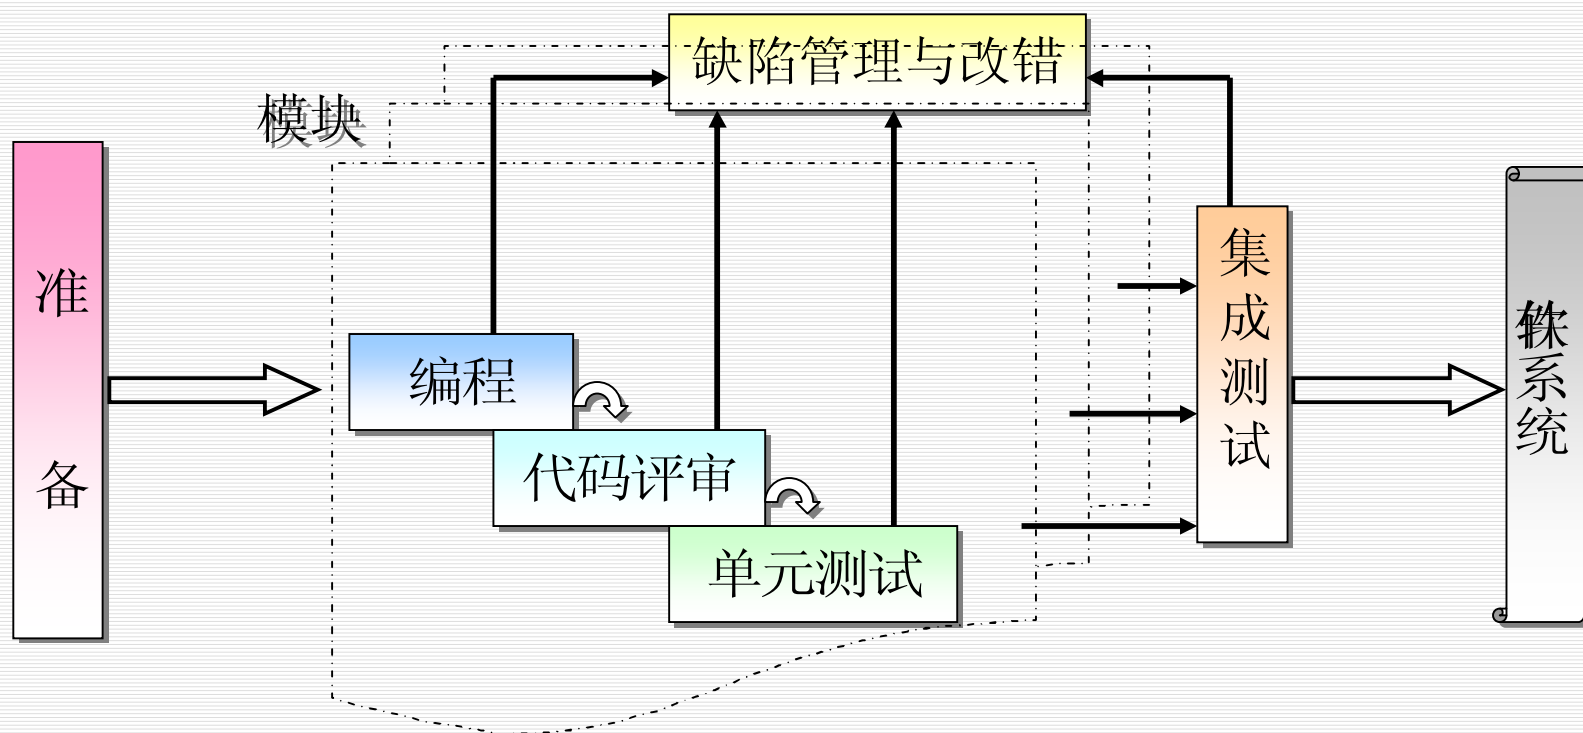 缺陷管理与改错
模块
准备
编程
代码评审
单元测试
集成测试
软件系统